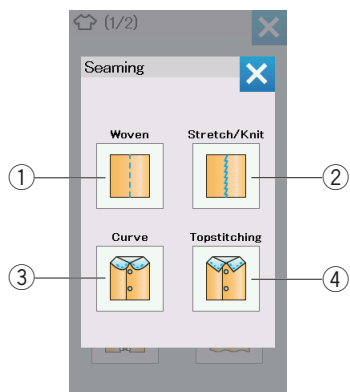 (1/2)
Seaming
Woven Stretch/Knit
1 2
Curve Topstitching
3 4